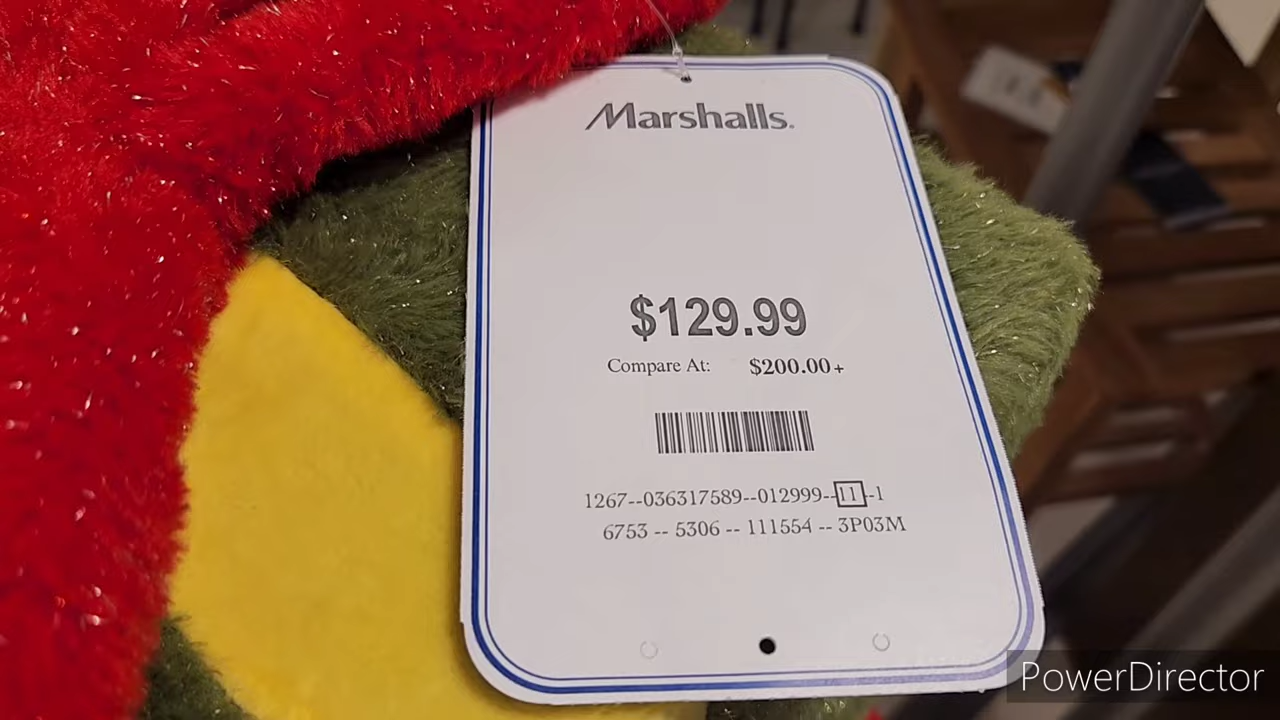 Marshalls.
$129.99
Compare At: $200.00+
1267--036317589--012999--11--1
6753 -- 5306 -- 111554 -- 3P03M
PowerDirector